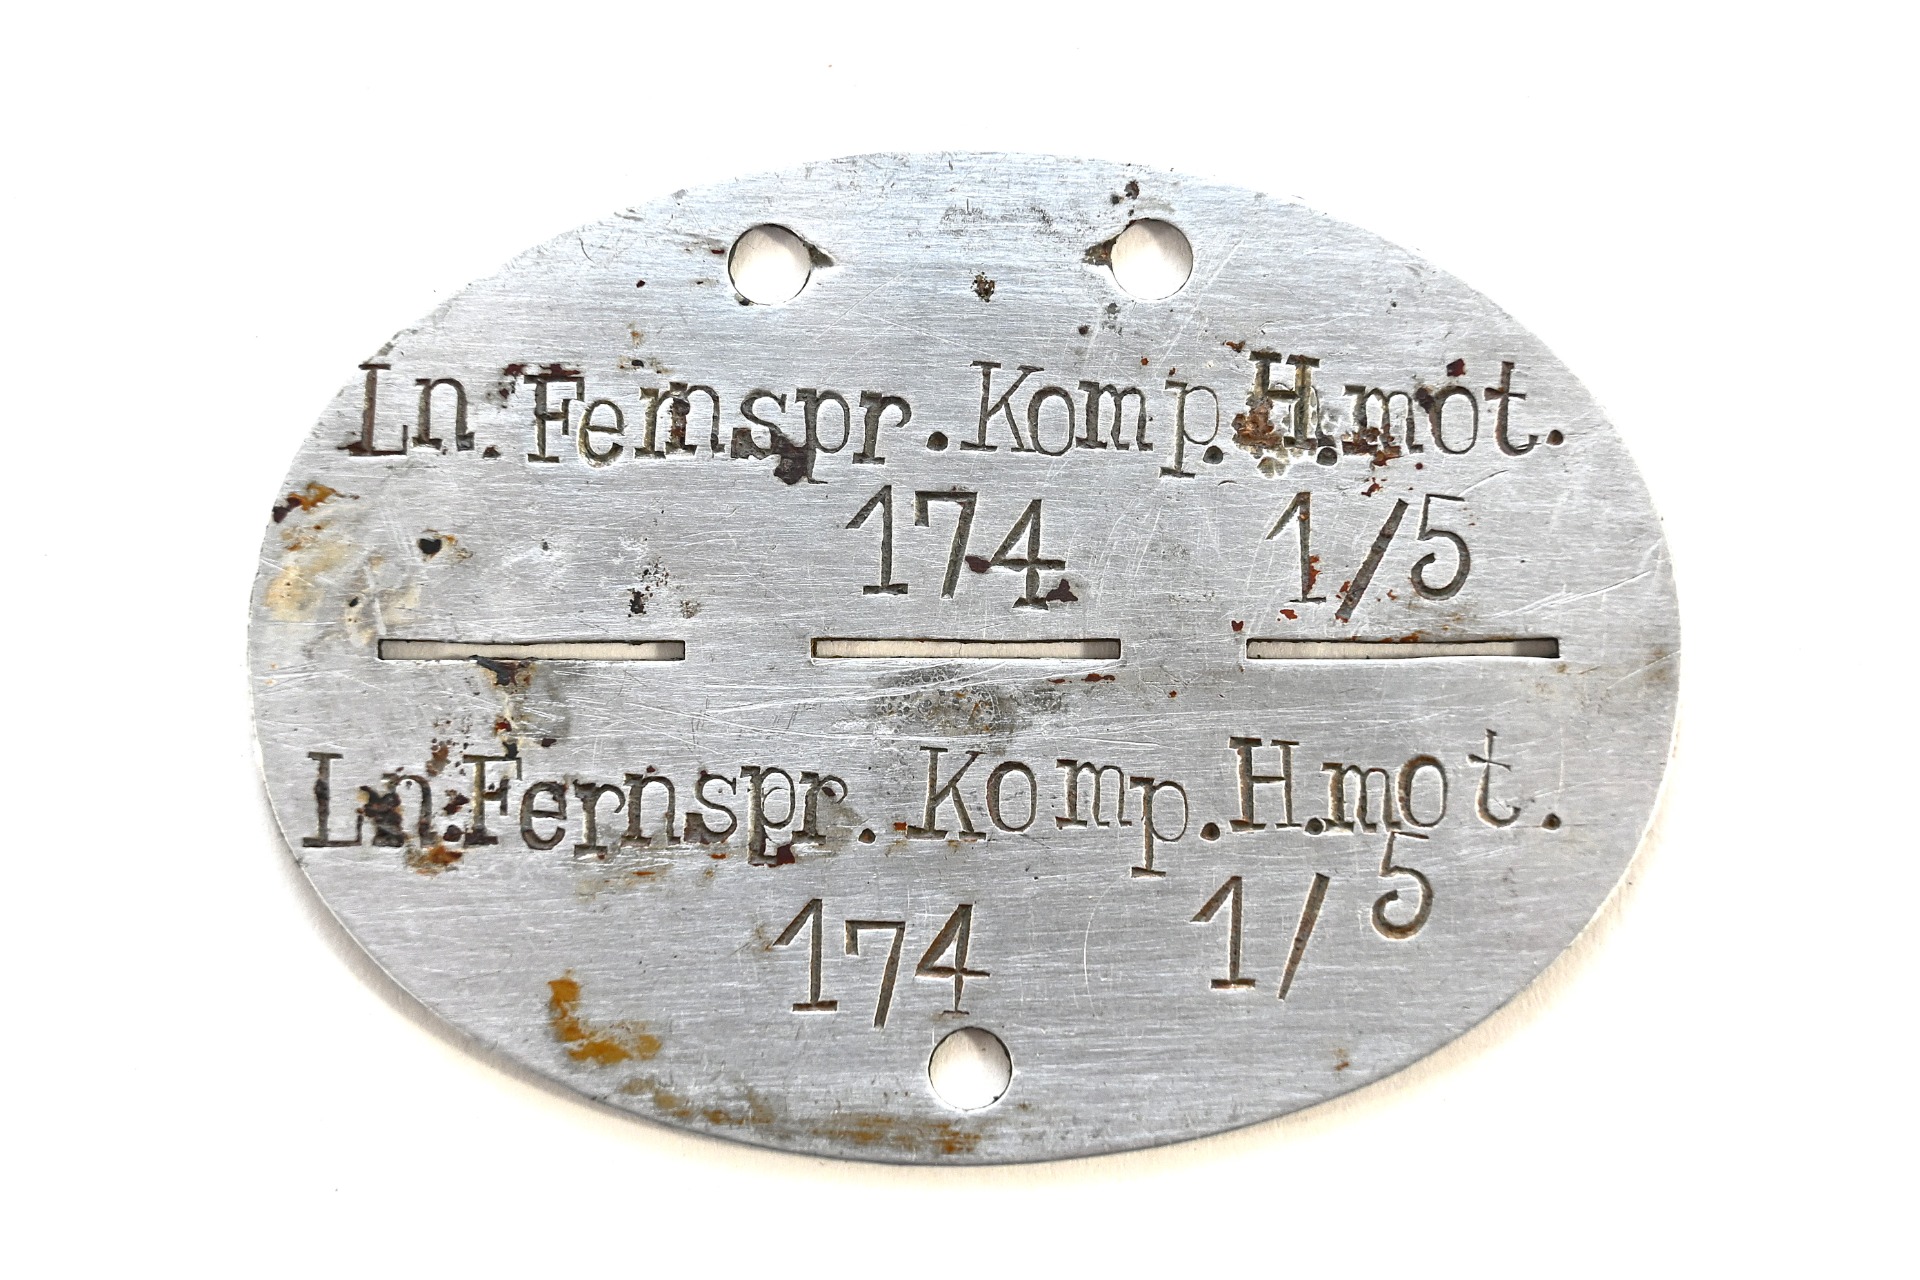 Ln. Fernspr. Komp. H. mot.
174 1/5
Ln. Fernspr. Komp. H. mot.
174 1/5